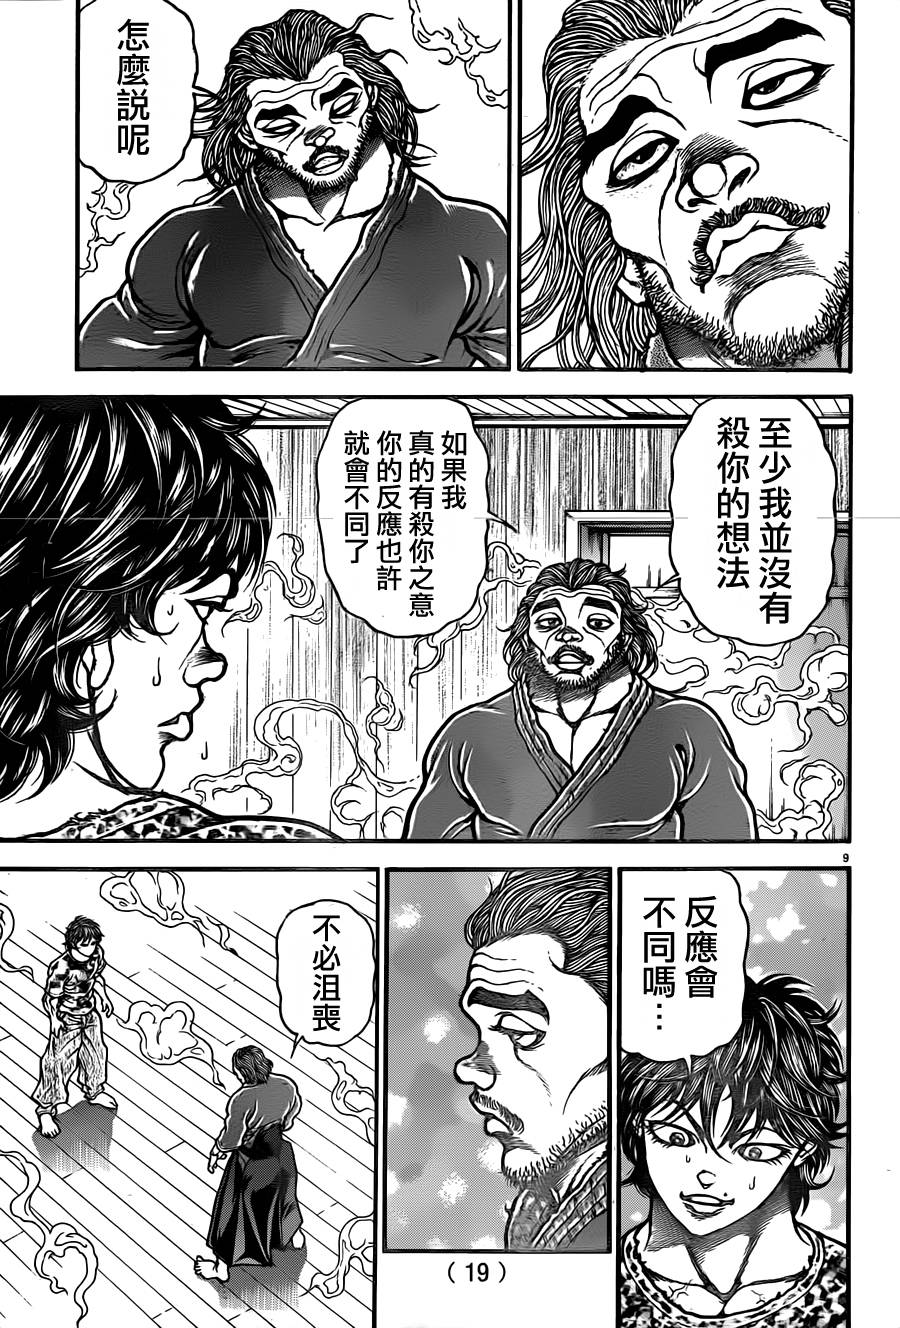 怎麼説呢
至少我並沒有
殺你的想法
如果我
真的有殺你之意
你的反應也許
就會不同了
9
反應會
不同嗎…
不必沮喪
( 19 )